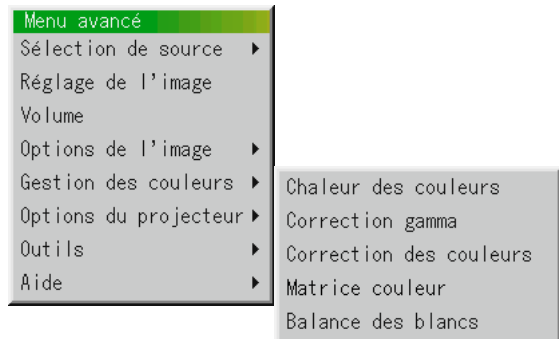 Menu avancé
Sélection de source
Réglage de l'image
Volume
Options de l'image
Gestion des couleurs
Options du projecteur
Outils
Aide
Chaleur des couleurs
Correction gamma
Correction des couleurs
Matrice couleur
Balance des blancs